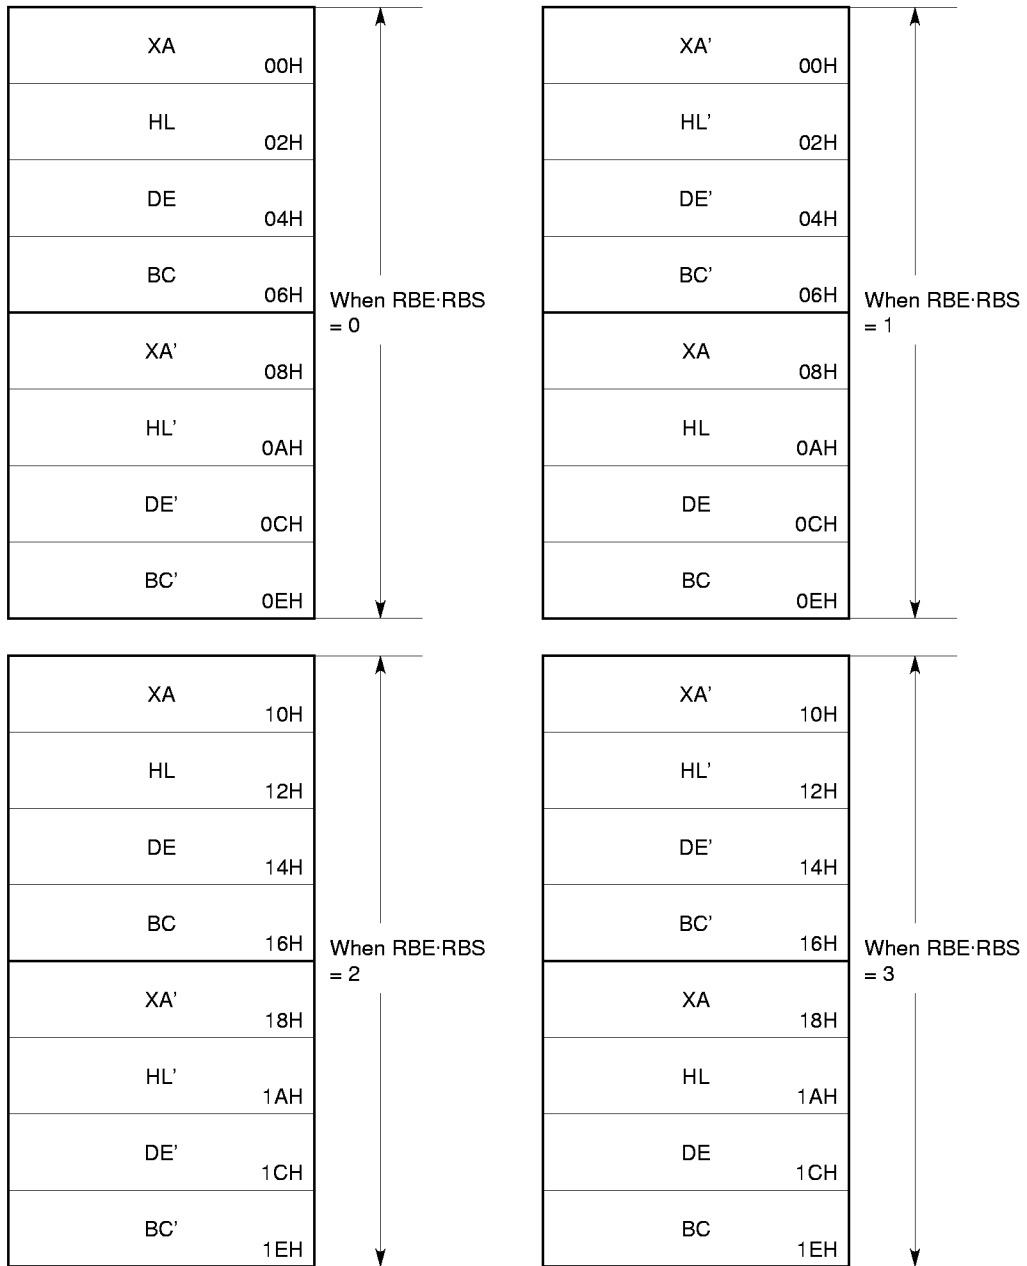 XA
00H
HL
02H
DE
04H
BC
06H
XA’
08H
HL’
0AH
DE’
0CH
BC’
0EH
When RBE·RBS
= 0
XA’
00H
HL’
02H
DE’
04H
BC’
06H
XA
08H
HL
0AH
DE
0CH
BC
0EH
When RBE·RBS
= 1
XA
10H
HL
12H
DE
14H
BC
16H
XA’
18H
HL’
1AH
DE’
1CH
BC’
1EH
When RBE·RBS
= 2
XA’
10H
HL’
12H
DE’
14H
BC’
16H
XA
18H
HL
1AH
DE
1CH
BC
1EH
When RBE·RBS
= 3